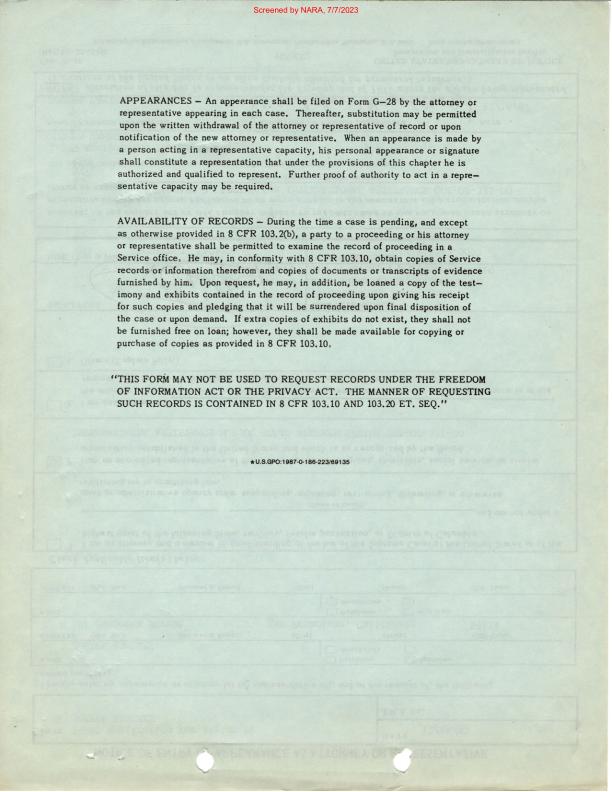 Screened by NARA, 7/7/2023
APPEARANCES – An appearance shall be filed on Form G–28 by the attorney or
representative appearing in each case. Thereafter, substitution may be permitted
upon the written withdrawal of the attorney or representative of record or upon
notification of the new attorney or representative. When an appearance is made by
a person acting in a representative capacity, his personal appearance or signature
shall constitute a representation that under the provisions of this chapter he is
authorized and qualified to represent. Further proof of authority to act in a repre–
sentative capacity may be required.
AVAILABILITY OF RECORDS – During the time a case is pending, and except
as otherwise provided in 8 CFR 103.2(b), a party to a proceeding or his attorney
or representative shall be permitted to examine the record of proceeding in a
Service office. He may, in conformity with 8 CFR 103.10, obtain copies of Service
records or information therefrom and copies of documents or transcripts of evidence
furnished by him. Upon request, he may, in addition, be loaned a copy of the test–
imony and exhibits contained in the record of proceeding upon giving his receipt
for such copies and pledging that it will be surrendered upon final disposition of
the case or upon demand. If extra copies of exhibits do not exist, they shall not
be furnished free on loan; however, they shall be made available for copying or
purchase of copies as provided in 8 CFR 103.10.
"THIS FORM MAY NOT BE USED TO REQUEST RECORDS UNDER THE FREEDOM
OF INFORMATION ACT OR THE PRIVACY ACT. THE MANNER OF REQUESTING
SUCH RECORDS IS CONTAINED IN 8 CFR 103.10 AND 103.20 ET. SEQ."
★U.S.GPO:1987-0-186-223/69135